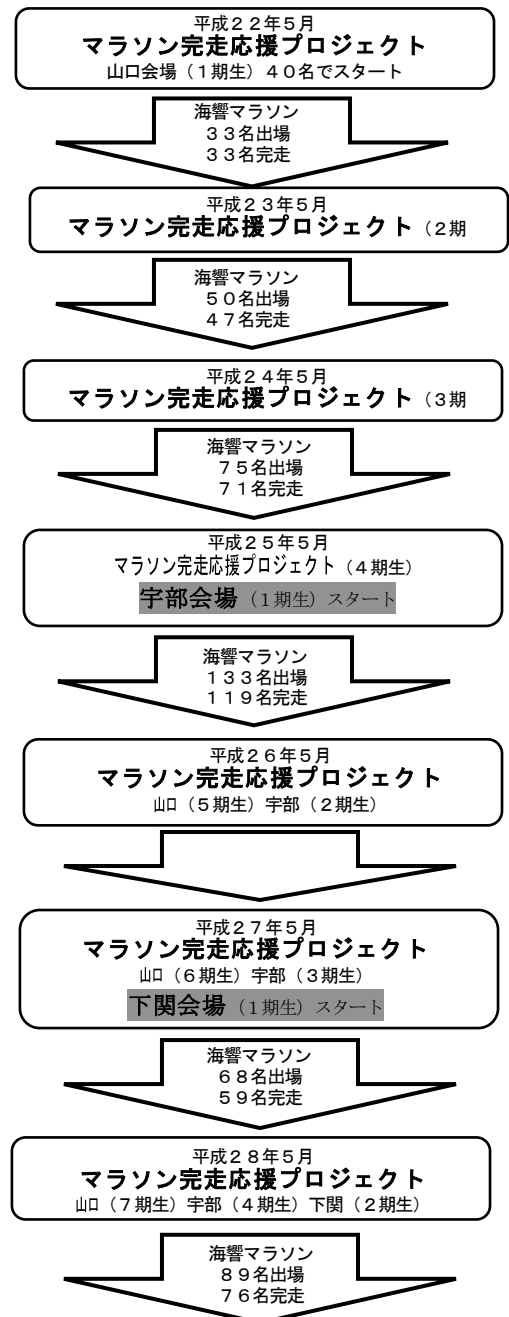 平成２２年５月
マラソン完走応援プロジェクト
山口会場（１期生）４０名でスタート
海響マラソン
３３名出場
３３名完走
平成２３年５月
マラソン完走応援プロジェクト（２期
海響マラソン
５０名出場
４７名完走
平成２４年５月
マラソン完走応援プロジェクト（３期
海響マラソン
７５名出場
７１名完走
平成２５年５月
マラソン完走応援プロジェクト（４期生）
宇部会場（１期生）スタート
海響マラソン
１３３名出場
１１９名完走
平成２６年５月
マラソン完走応援プロジェクト
山口（５期生）宇部（２期生）
平成２７年５月
マラソン完走応援プロジェクト
山口（６期生）宇部（３期生）
下関会場（１期生）スタート
海響マラソン
６８名出場
５９名完走
平成２８年５月
マラソン完走応援プロジェクト
山口（７期生）宇部（４期生）下関（２期生）
海響マラソン
８９名出場
７６名完走